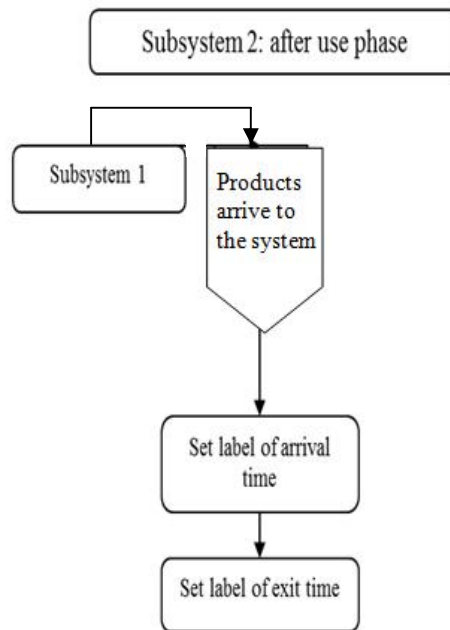 Subsystem 2: after use phase
Subsystem 1
Products
arrive to
the system
Set label of arrival
time
Set label of exit time